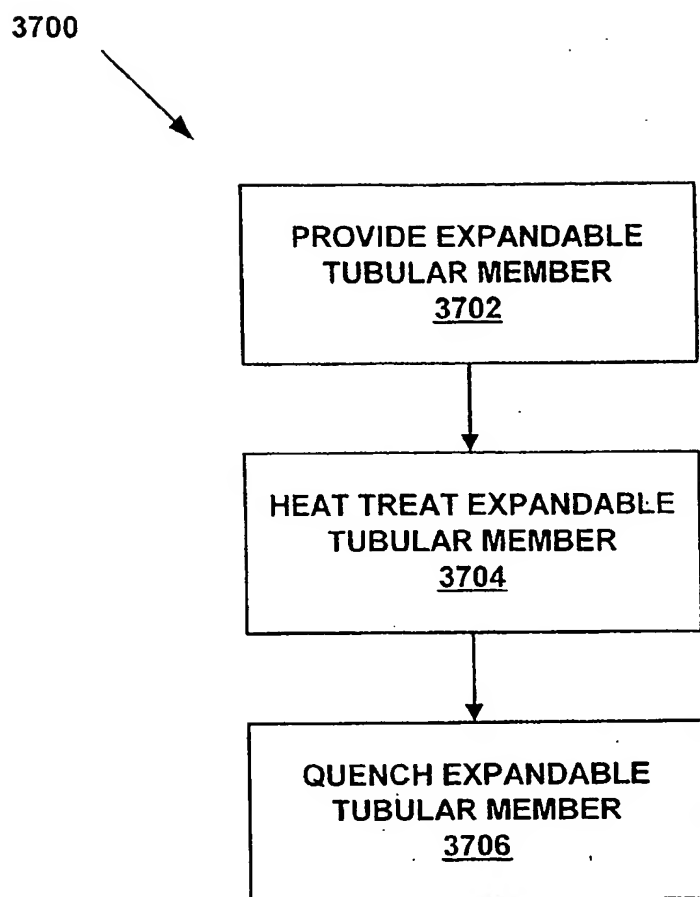 3700
PROVIDE EXPANDABLE
TUBULAR MEMBER
3702
HEAT TREAT EXPANDABLE
TUBULAR MEMBER
3704
QUENCH EXPANDABLE
TUBULAR MEMBER
3706